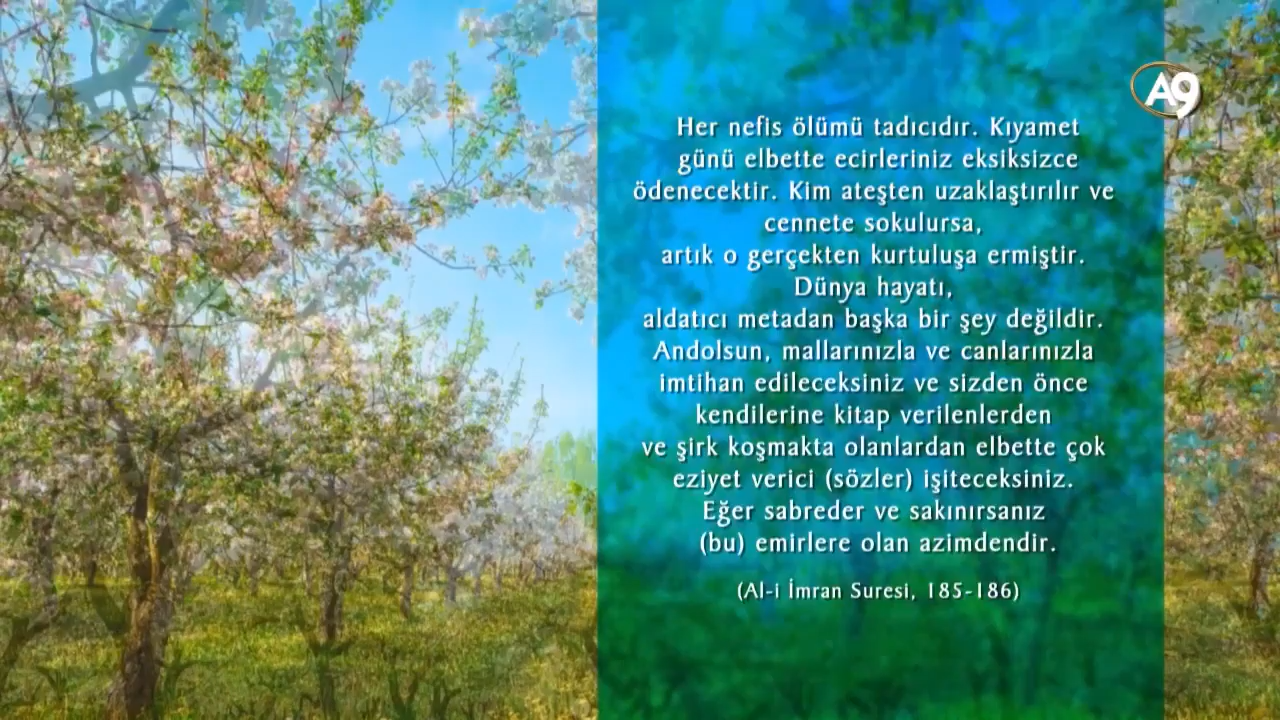 A9
Her nefis ölümü tadıcıdır. Kıyamet
günü elbette ecirleriniz eksiksizce
ödenecektir. Kim ateşten uzaklaştırılır ve
cennete sokulursa,
artık o gerçekten kurtuluşa ermiştir.
Dünya hayatı,
aldatıcı metadan başka bir şey değildir.
Andolsun, mallarınızla ve canlarınızla
imtihan edileceksiniz ve sizden önce
kendilerine kitap verilenlerden
ve şirk koşmakta olanlardan elbette çok
eziyet verici (sözler) işiteceksiniz.
Eğer sabreder ve sakınırsanız
(bu) emirlere olan azimdendir.
(Al-i İmran Suresi, 185-186)